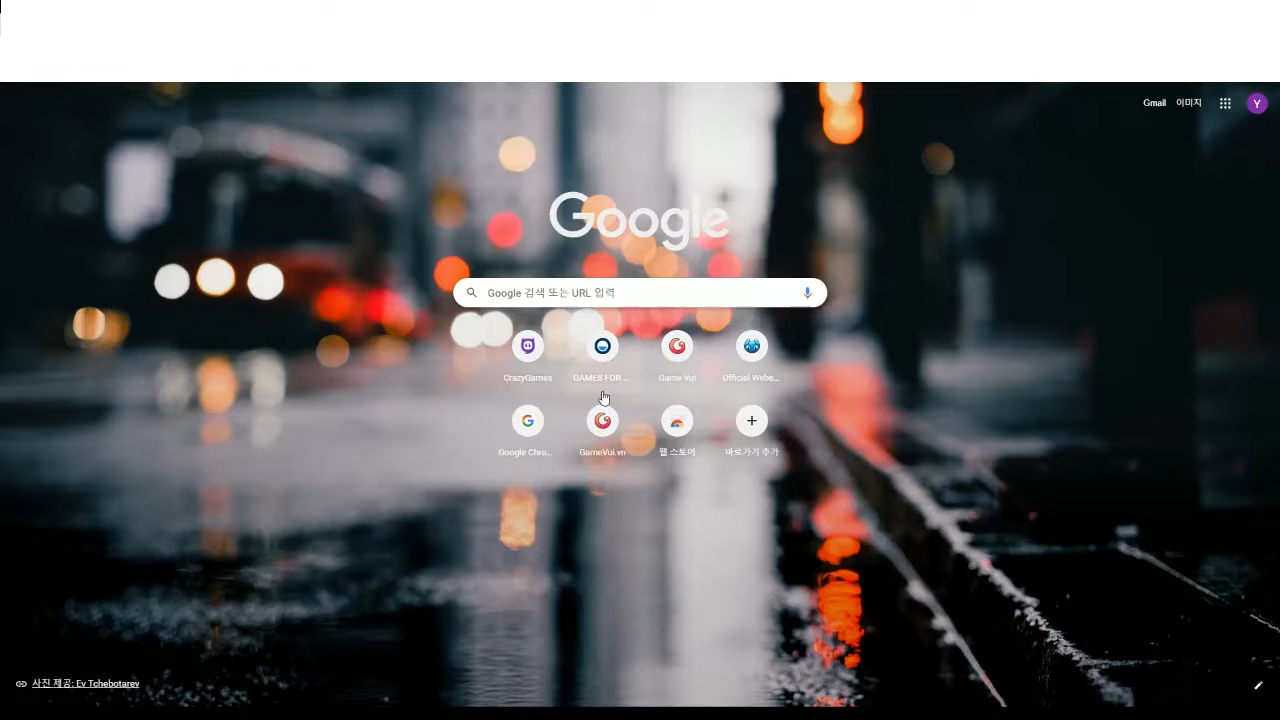 Gmail 이미지
Y
Google
Google 검색 또는 URL 입력
CrazyGames GAMES FOR ... Game Vui Official Webs...
Google Chro... GameVui.vn 웹 스토어 바로가기 추가
사진 제공: Ev Tchebotarev